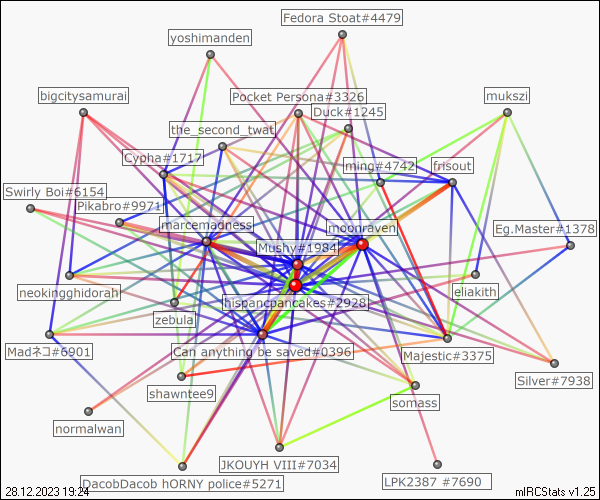 Fedora Stoat#4479
yoshimanden
bigcitysamurai
Pocket Persona#3326
mukszi
Duck#1245
the_second_twat
Cypha#1717
ming#4742
frisout
Swirly Boi#6154
Pikabro#9971
marcemadness
moonraven
Eg.Master#1378
Mushy#1984
neokingghidorah
hispancpancakes#2928
eliakith
zebula
Madネコ#6901
Can anything be saved#0396
Majestic#3375
Silver#7938
shawntee9
somass
normalwan
JKOUYH VIII#7034
DacobDacob hORNY police#5271
LPK2387 #7690
28.12.2023 19:24
mIRCStats v1.25